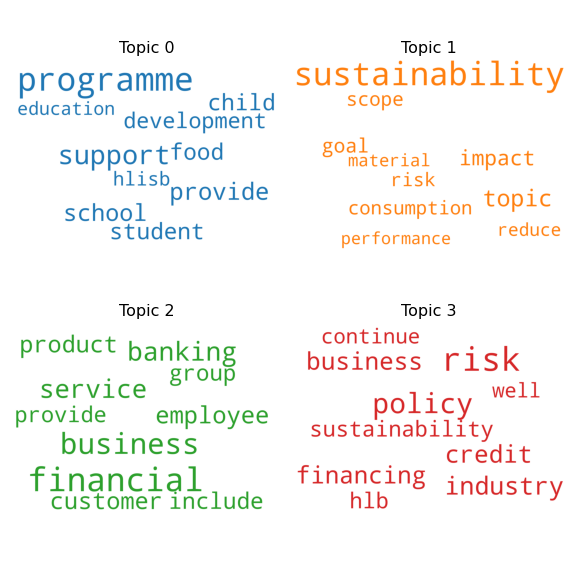 Topic 0
programme
child
education
development
support food
hlisb
provide
school
student
Topic 1
sustainability
scope
goal
material impact
risk
topic
consumption
reduce
performance
Topic 2
product banking
group
service
provide employee
business
financial
customer include
Topic 3
continue
business risk
well
policy
sustainability
credit
financing
industry
hlb